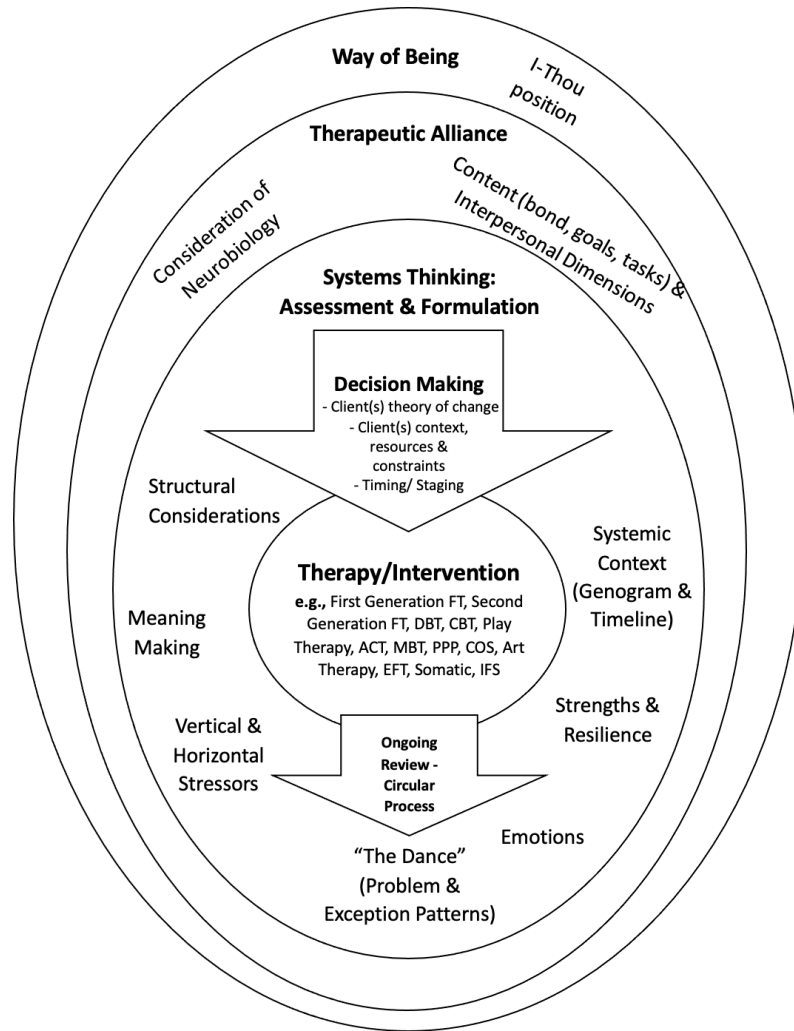 Way of Being
I-Thou
position
Therapeutic Alliance
Consideration of
Neurobiology
Content (bond, goals, tasks) &
Interpersonal Dimensions
Systems Thinking:
Assessment & Formulation
Decision Making
- Client(s) theory of change
- Client(s) context,
resources &
constraints
- Timing/ Staging
Structural
Considerations
Systemic
Context
(Genogram &
Timeline)
Therapy/Intervention
e.g., First Generation FT, Second
Generation FT, DBT, CBT, Play
Therapy, ACT, MBT, PPP, COS, Art
Therapy, EFT, Somatic, IFS
Meaning
Making
Strengths &
Resilience
Vertical &
Horizontal
Stressors
Ongoing
Review -
Circular
Process
Emotions
“The Dance”
(Problem &
Exception Patterns)